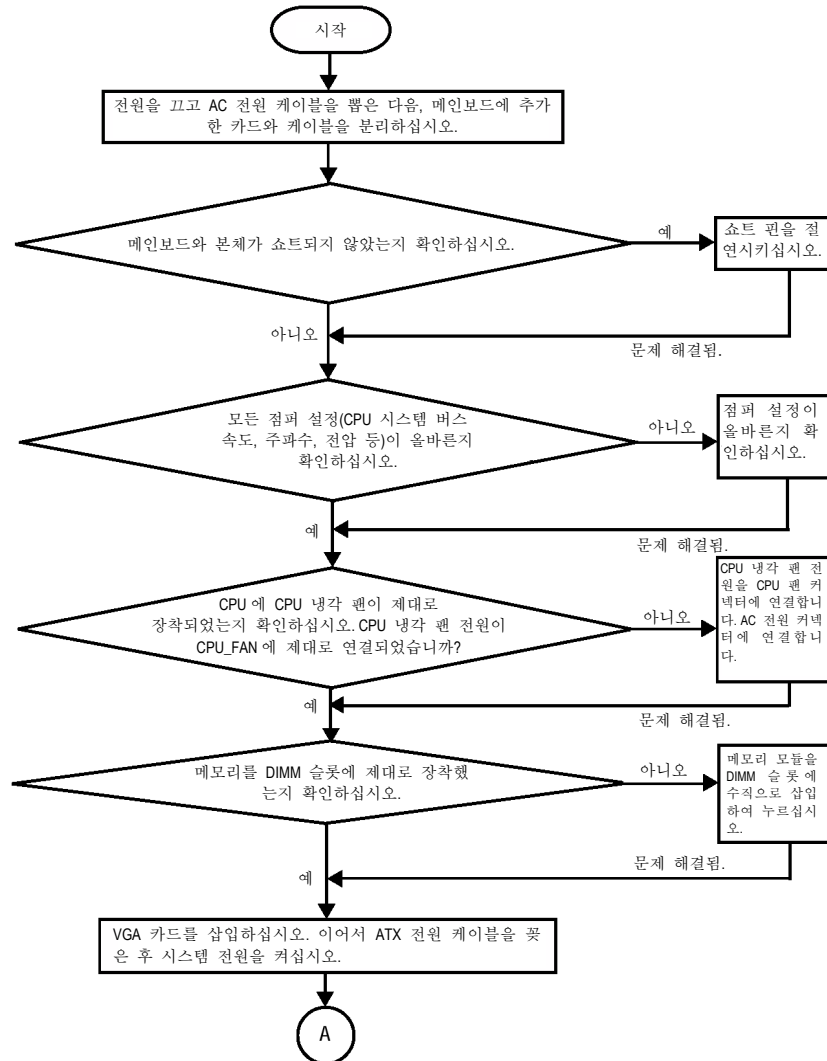 시작
전원을 끄고 AC 전원 케이블을 뽑은 다음, 메인보드에 추가
한 카드와 케이블을 분리하십시오.
메인보드와 본체가 쇼트되지 않았는지 확인하십시오.
예
쇼트 핀을 절
연시키십시오.
아니오
문제 해결됨.
모든 점퍼 설정(CPU 시스템 버스
속도, 주파수, 전압 등)이 올바른지
확인하십시오.
아니오
점퍼 설정이
올바른지 확
인하십시오.
예
문제 해결됨.
CPU에 CPU 냉각 팬이 제대로
장착되었는지 확인하십시오. CPU 냉각 팬 전원이
CPU_FAN에 제대로 연결되었습니까?
아니오
CPU 냉각 팬 전
원을 CPU 팬 커
넥터에 연결합니
다. AC 전원 커넥
터에 연결합니
다.
예
문제 해결됨.
메모리를 DIMM 슬롯에 제대로 장착했
는지 확인하십시오.
아니오
메모리 모듈을
DIMM 슬롯에
수직으로 삽입
하여 누르십시
오.
예
문제 해결됨.
VGA 카드를 삽입하십시오. 이어서 ATX 전원 케이블을 꽂
은 후 시스템 전원을 켜십시오.
A